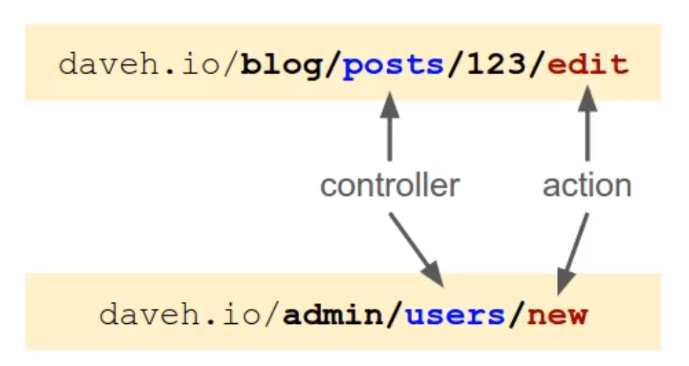 daveh.io/blog/posts/123/edit
controller action
daveh.io/admin/users/new